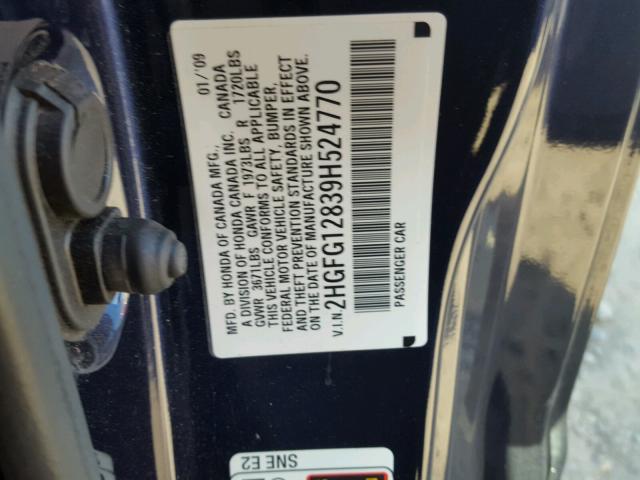 MFD. BY HONDA OF CANADA MFG., CANADA 01/'09
A DIVISION OF HONDA CANADA INC.
GVWR 3671LBS GAWR F 1973LBS R 1720LBS
THIS VEHICLE CONFORMS TO ALL APPLICABLE
FEDERAL MOTOR VEHICLE SAFETY, BUMPER,
AND THEFT PREVENTION STANDARDS IN EFFECT
ON THE DATE OF MANUFACTURE SHOWN ABOVE.
V.I.N. 2HGFG12839H524770
PASSENGER CAR
SNE E2